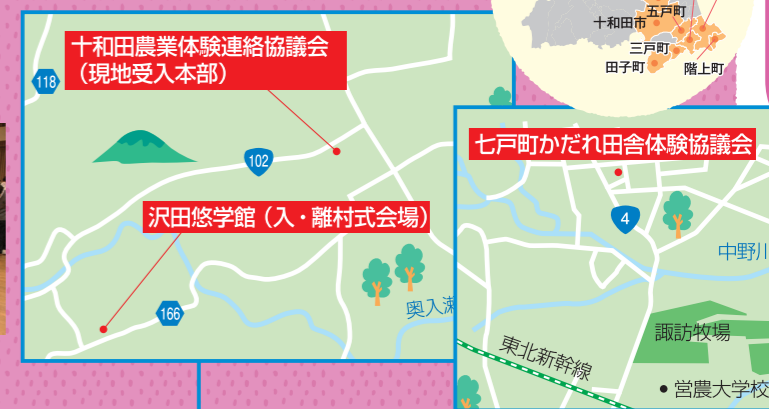 五戸町
十和田市
三戸町
田子町
階上町
十和田農業体験連絡協議会
（現地受入本部）
118
102
沢田悠学館（入・離村式会場）
166
奥入瀬
七戸町かだれ田舎体験協議会
4
中野川
諏訪牧場
東北新幹線
● 営農大学校